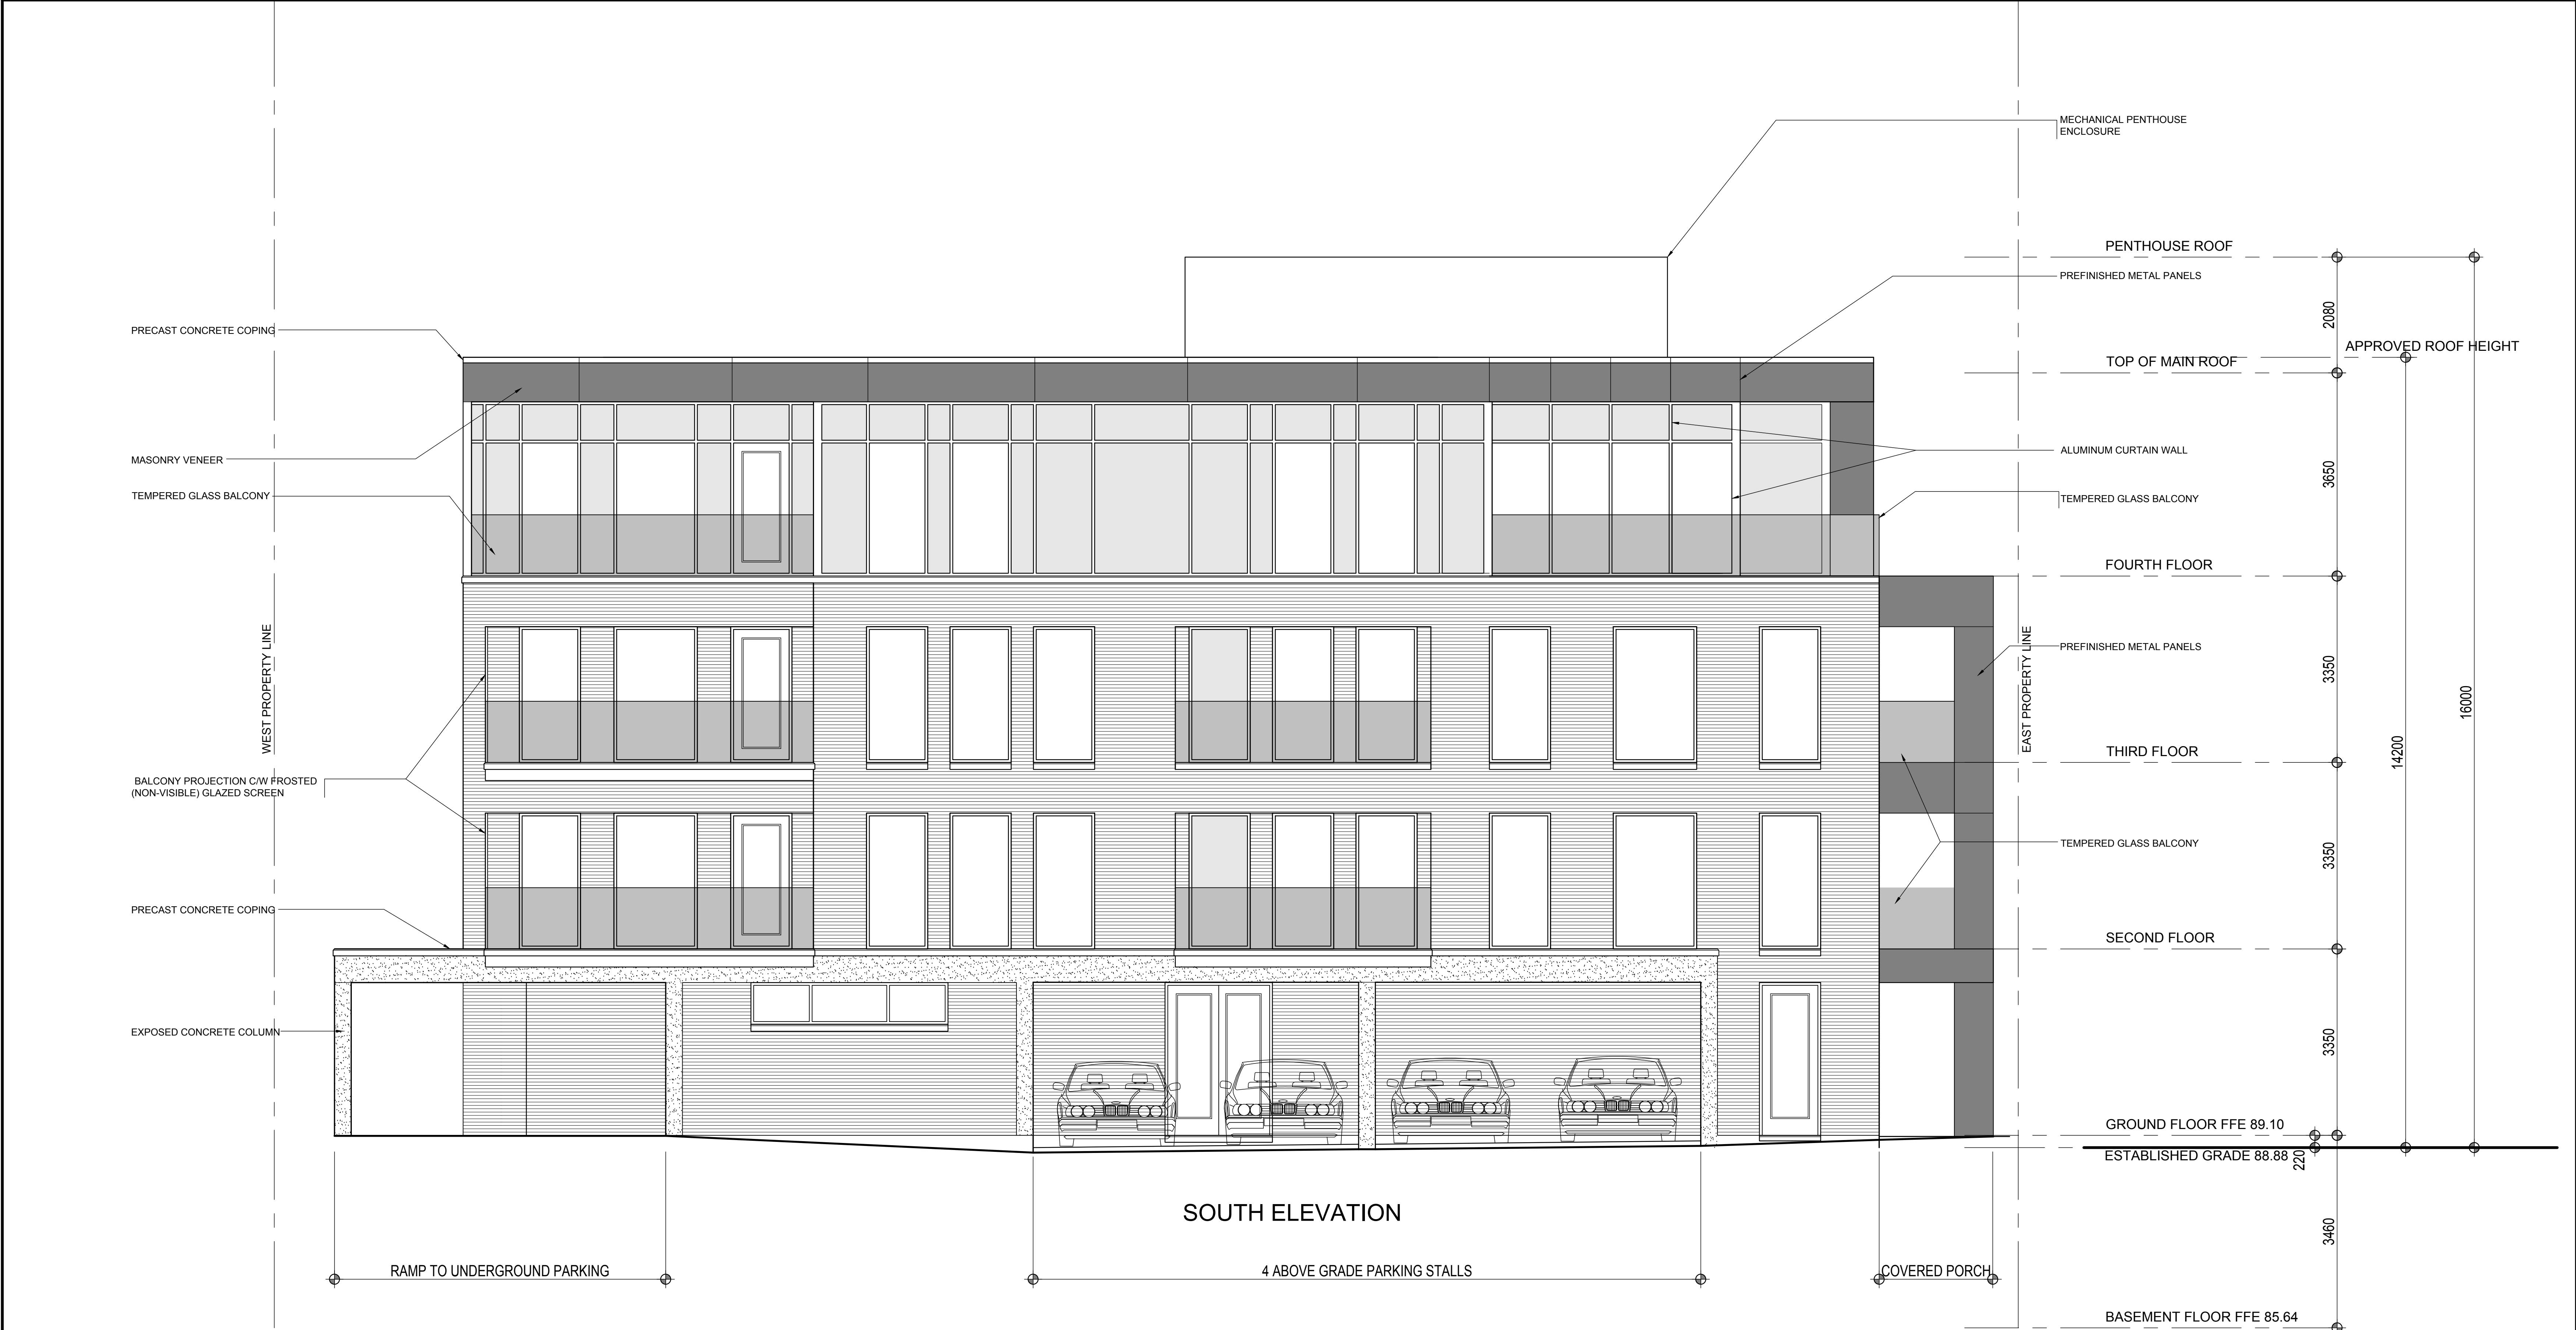 MECHANICAL PENTHOUSE
ENCLOSURE
PENTHOUSE ROOF
PREFINISHED METAL PANELS
2080
PRECAST CONCRETE COPING
APPROVED ROOF HEIGHT
TOP OF MAIN ROOF
MASONRY VENEER
ALUMINUM CURTAIN WALL
3650
TEMPERED GLASS BALCONY
TEMPERED GLASS BALCONY
FOURTH FLOOR
WEST PROPERTY LINE
EAST PROPERTY LINE
PREFINISHED METAL PANELS
3350
16000
14200
THIRD FLOOR
BALCONY PROJECTION C/W FROSTED
(NON-VISIBLE) GLAZED SCREEN
TEMPERED GLASS BALCONY
3350
PRECAST CONCRETE COPING
SECOND FLOOR
EXPOSED CONCRETE COLUMN
3350
GROUND FLOOR FFE 89.10
ESTABLISHED GRADE 88.88
220
SOUTH ELEVATION
3460
RAMP TO UNDERGROUND PARKING
4 ABOVE GRADE PARKING STALLS
COVERED PORCH
BASEMENT FLOOR FFE 85.64